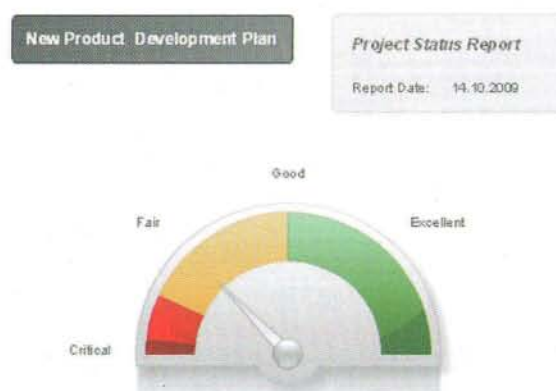 New Product Development Plan
Project Status Report
Report Date: 14.10.2009
Good
Fair
Excellent
Critical